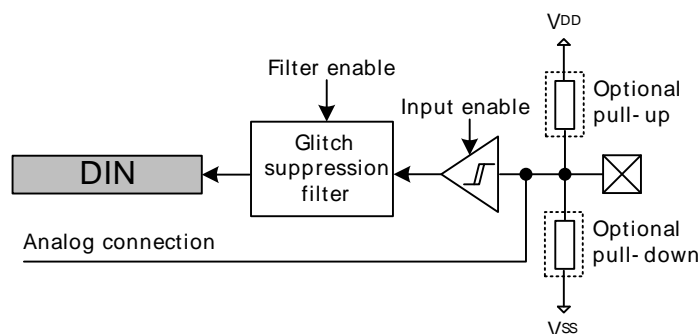 VDD
Filter enable
Optional
pull-up
Input enable
Glitch
suppression
filter
DIN
Analog connection
Optional
pull-down
VSS